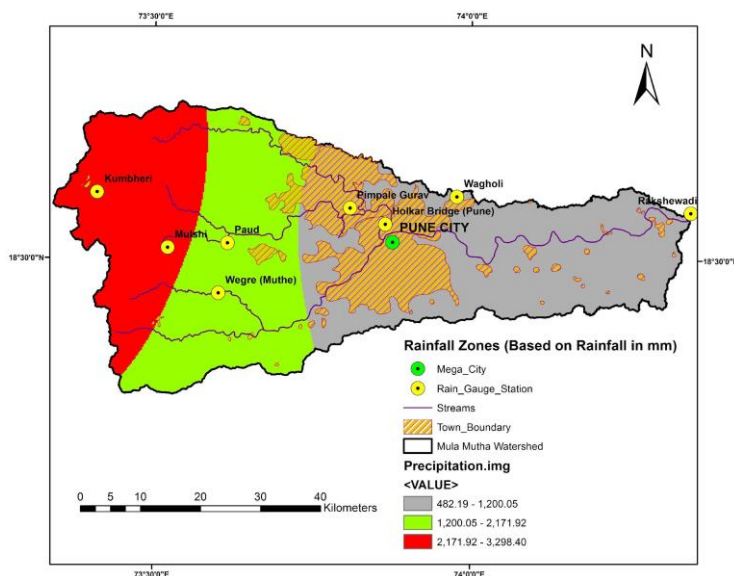 73°30'0"E 74°0'0"E
N
Kumbheri
Wagholi
Pimpale Gurav
Rakshewadi
Holkar Bridge (Pune)
Mulshi
Paud
PUNE CITY
18°30'0"N
18°30'0"N
Wegre (Muthe)
Rainfall Zones (Based on Rainfall in mm)
Mega_City
Rain_Gauge_Station
Streams
Town_Boundary
Mula Mutha Watershed
Precipitation.img
<VALUE>
482.19 - 1,200.05
1,200.05 - 2,171.92
2,171.92 - 3,298.40
0 5 10 20 30 40
Kilometers
73°30'0"E 74°0'0"E